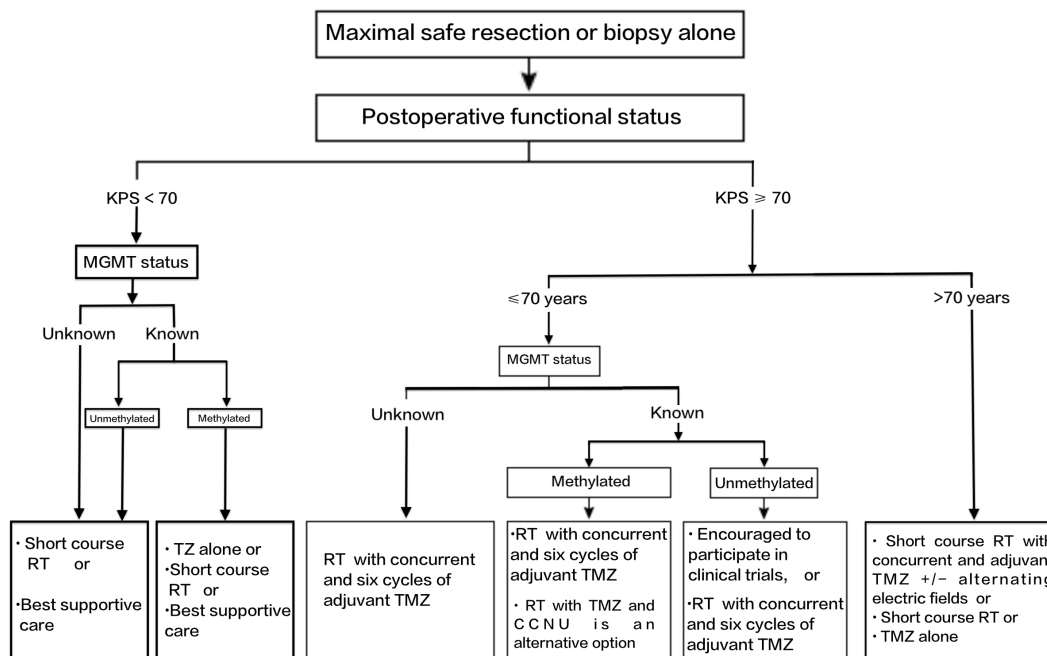 Maximal safe resection or biopsy alone
Postoperative functional status
KPS < 70
KPS ⩾ 70
MGMT status
⩽70 years
>70 years
Unknown
Known
MGMT status
Unknown
Known
Unmethylated
Methylated
Methylated
Unmethylated
· Short course
RT or
·Best supportive
care
· TZ alone or
·Short course
RT or
·Best supportive
care
RT with concurrent
and six cycles of
adjuvant TMZ
·RT with concurrent
and six cycles of
adjuvant TMZ
· RT with TMZ and
CCNU is an
alternative option
· Encouraged to
participate in
clinical trials, or
·RT with concurrent
and six cycles of
adjuvant TMZ
· Short course RT with
concurrent and adjuvan
TMZ +/− alternating
electric fields or
· Short course RT or
· TMZ alone